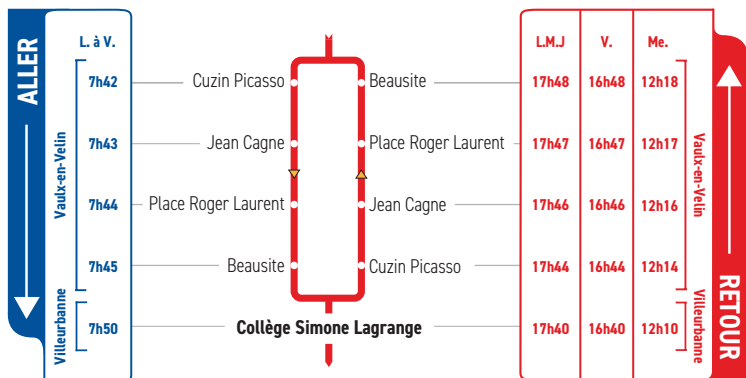 ALLER
L. à V.
L.M.J V. Me.
7h42 Cuzin Picasso Beausite 17h48 16h48 12h18
7h43 Jean Cagne Place Roger Laurent 17h47 16h47 12h17
7h44 Place Roger Laurent Jean Cagne 17h46 16h46 12h16
7h45 Beausite Cuzin Picasso 17h44 16h44 12h14
7h50 Collège Simone Lagrange 17h40 16h40 12h10
Vaulx-en-Velin
Villeurbanne
Vaulx-en-Velin
Villeurbanne
RETOUR